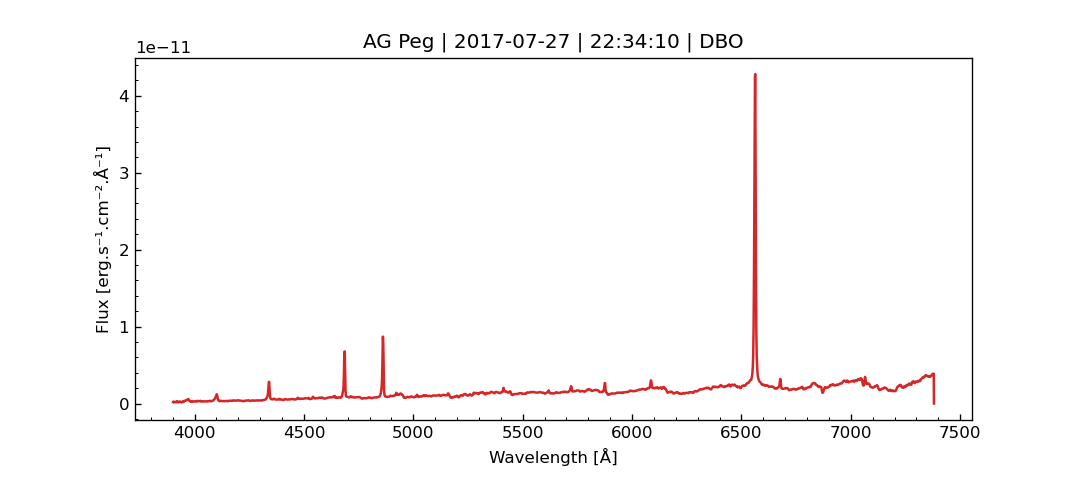 AG Peg | 2017-07-27 | 22:34:10 | DBO
1e−11
4
3
2
1
0
Flux [erg.s⁻¹.cm⁻².Å⁻¹]
4000 4500 5000 5500 6000 6500 7000 7500
Wavelength [Å]